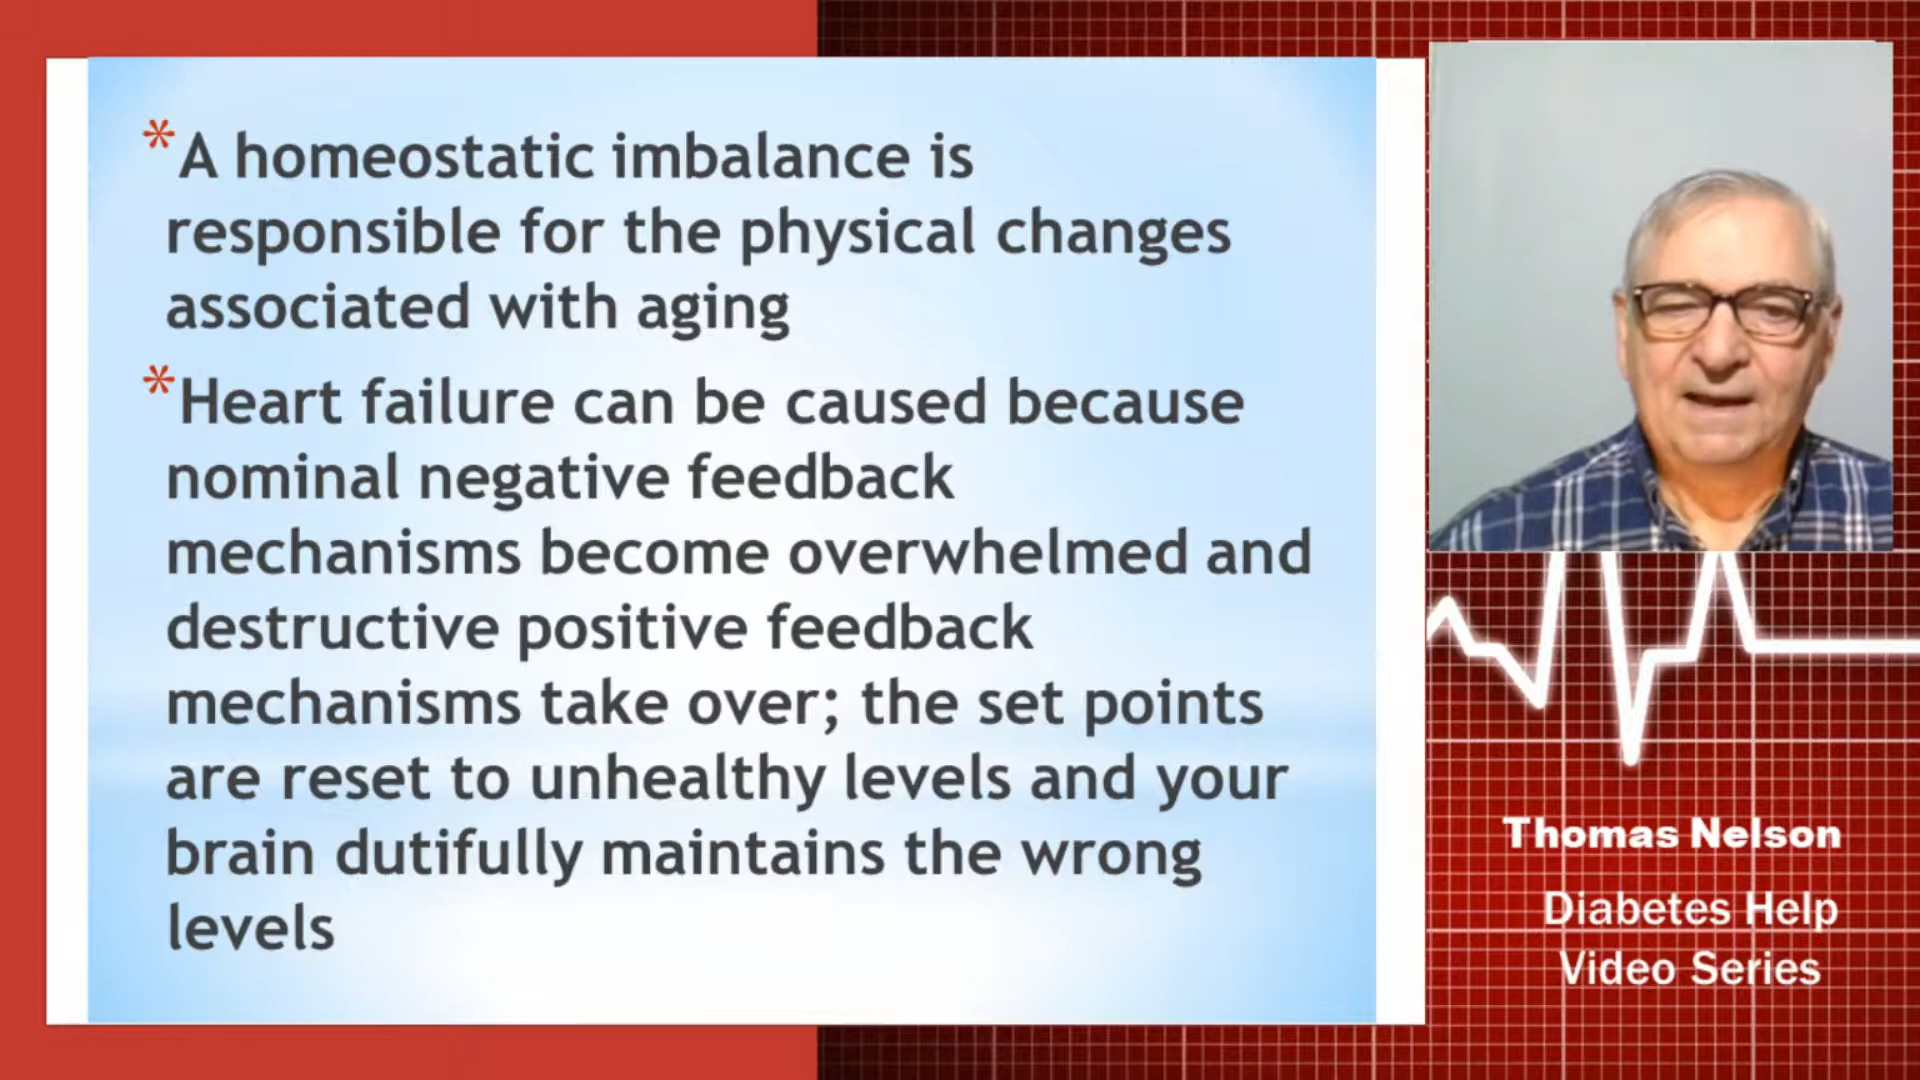 *A homeostatic imbalance is
responsible for the physical changes
associated with aging
*Heart failure can be caused because
nominal negative feedback
mechanisms become overwhelmed and
destructive positive feedback
mechanisms take over; the set points
are reset to unhealthy levels and your
brain dutifully maintains the wrong
levels
Thomas Nelson
Diabetes Help
Video Series